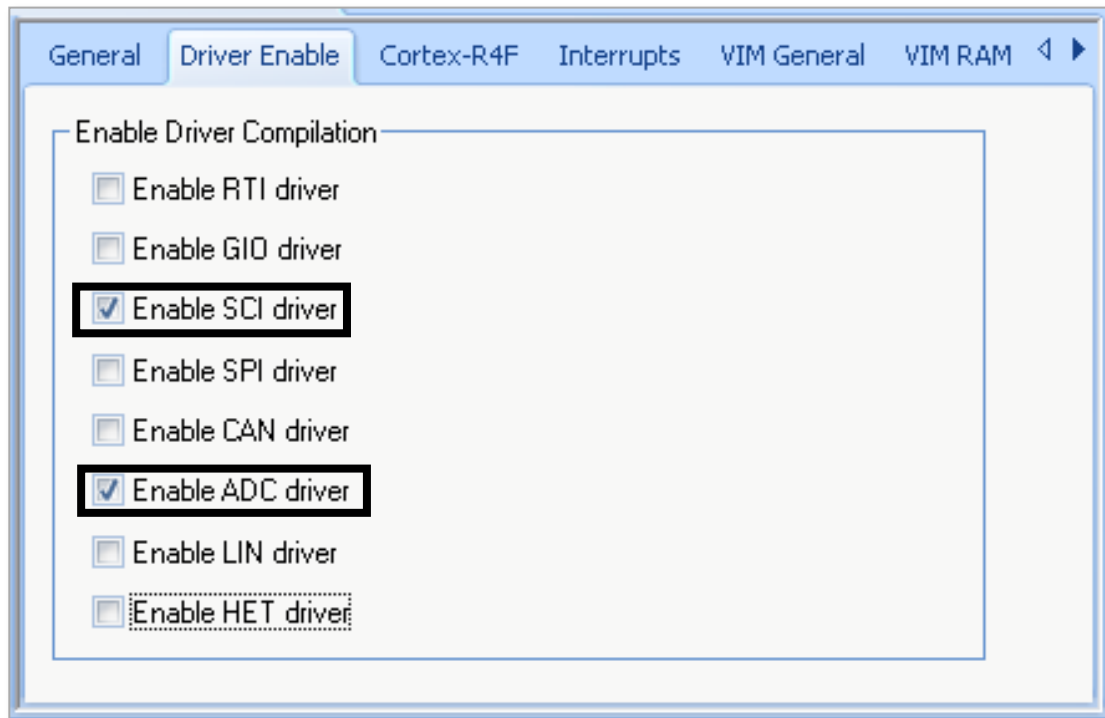 General Driver Enable Cortex-R4F Interrupts VIM General VIM RAM
Enable Driver Compilation
Enable RTI driver
Enable GIO driver
Enable SCI driver
Enable SPI driver
Enable CAN driver
Enable ADC driver
Enable LIN driver
Enable HET driver